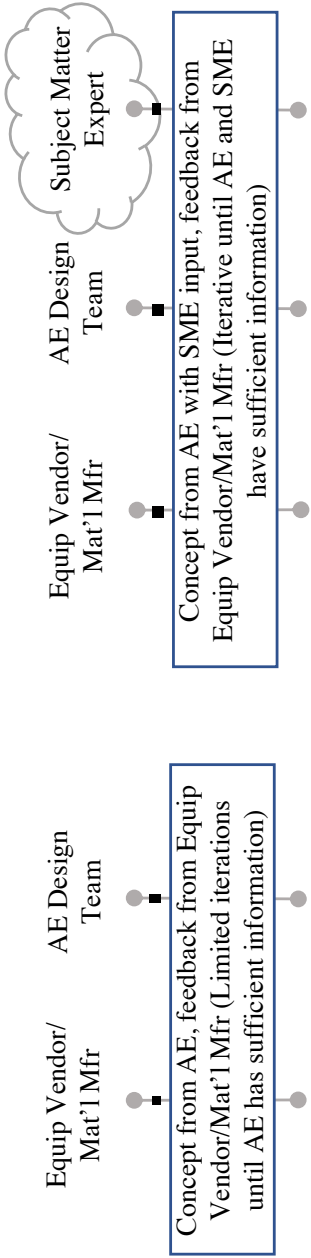 Equip Vendor/
Mat'l Mfr
AE Design
Team
Concept from AE, feedback from Equip
Vendor/Mat'l Mfr (Limited iterations
until AE has sufficient information)
Equip Vendor/
Mat'l Mfr
AE Design
Team
Subject Matter
Expert
Concept from AE with SME input, feedback from
Equip Vendor/Mat'l Mfr (Iterative until AE and SME
have sufficient information)